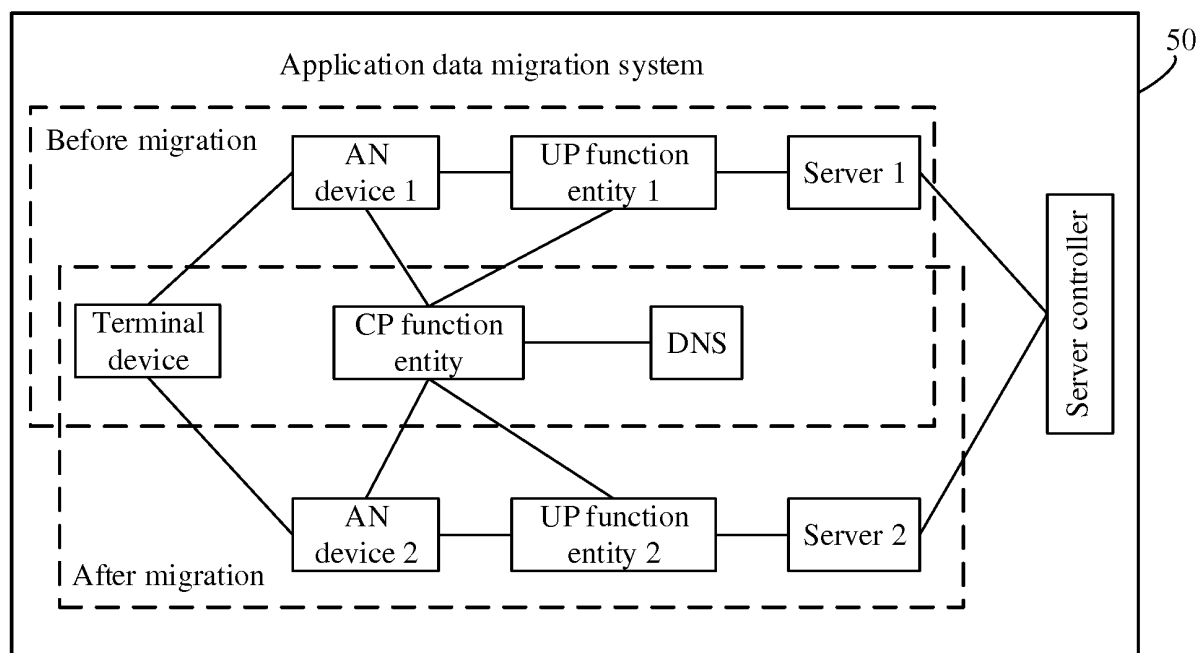 50
Application data migration system
Before migration
AN
device 1
UP function
entity 1
Server 1
Server controller
Terminal
device
CP function
entity
DNS
AN
device 2
UP function
entity 2
Server 2
After migration